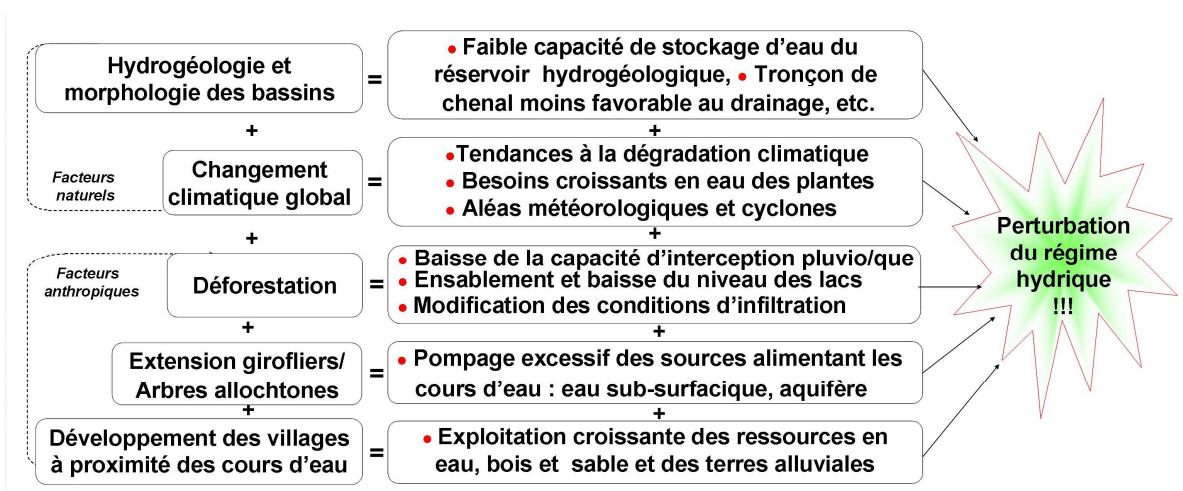 Hydrogéologie et
morphologie des bassins
=
• Faible capacité de stockage d’eau du
réservoir hydrogéologique, • Tronçon de
chenal moins favorable au drainage, etc.
+
+
Facteurs
naturels
Changement
climatique global
=
•Tendances à la dégradation climatique
• Besoins croissants en eau des plantes
• Aléas météorologiques et cyclones
+
+
Facteurs
anthropiques
Déforestation
=
• Baisse de la capacité d’interception pluvio/que
• Ensablement et baisse du niveau des lacs
• Modification des conditions d’infiltration
+
+
Extension girofliers/
Arbres allochtones
=
• Pompage excessif des sources alimentant les
cours d’eau : eau sub-surfacique, aquifère
+
+
Développement des villages
à proximité des cours d’eau
=
• Exploitation croissante des ressources en
eau, bois et sable et des terres alluviales
Perturbation
du régime
hydrique
!!!